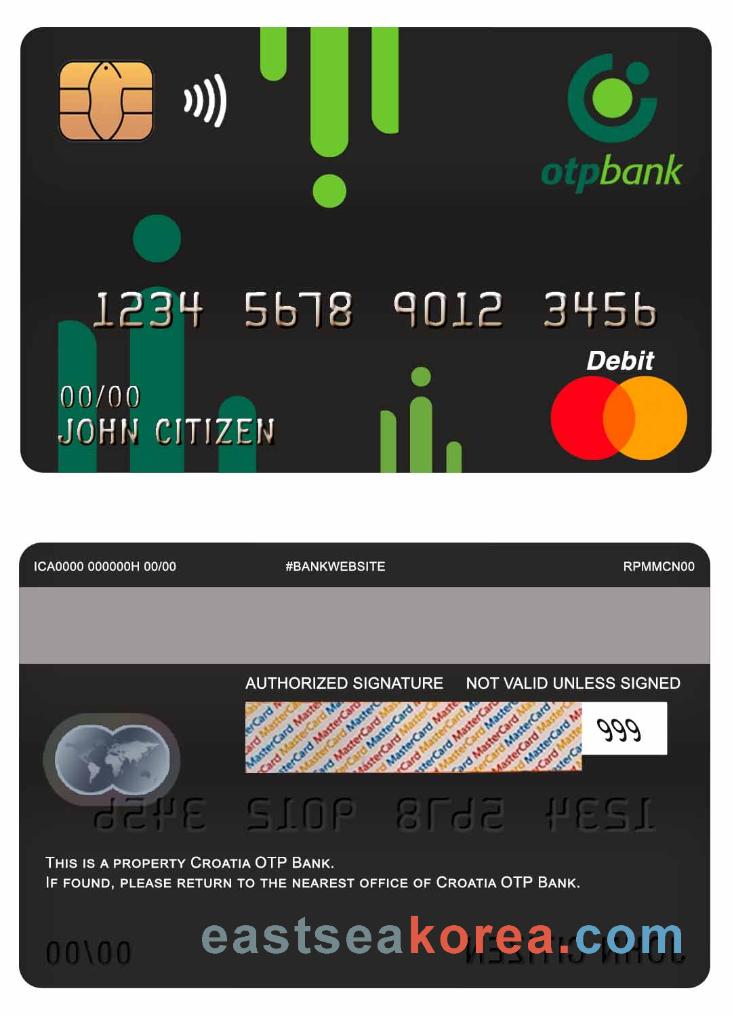 otpbank
1234 5678 9012 3456
Debit
00/00
JOHN CITIZEN
ICA0000 000000H 00/00 #BANKWEBSITE RPMMCN00
AUTHORIZED SIGNATURE NOT VALID UNLESS SIGNED
MasterCard MasterCard MasterCard
999
THIS IS A PROPERTY CROATIA OTP BANK.
IF FOUND, PLEASE RETURN TO THE NEAREST OFFICE OF CROATIA OTP BANK.
eastseakorea.com